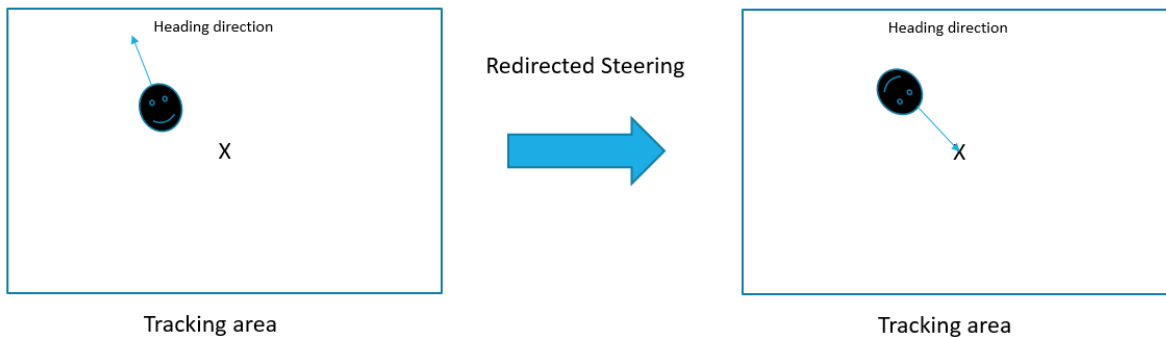 Heading direction
X
Tracking area
Redirected Steering
Heading direction
X
Tracking area